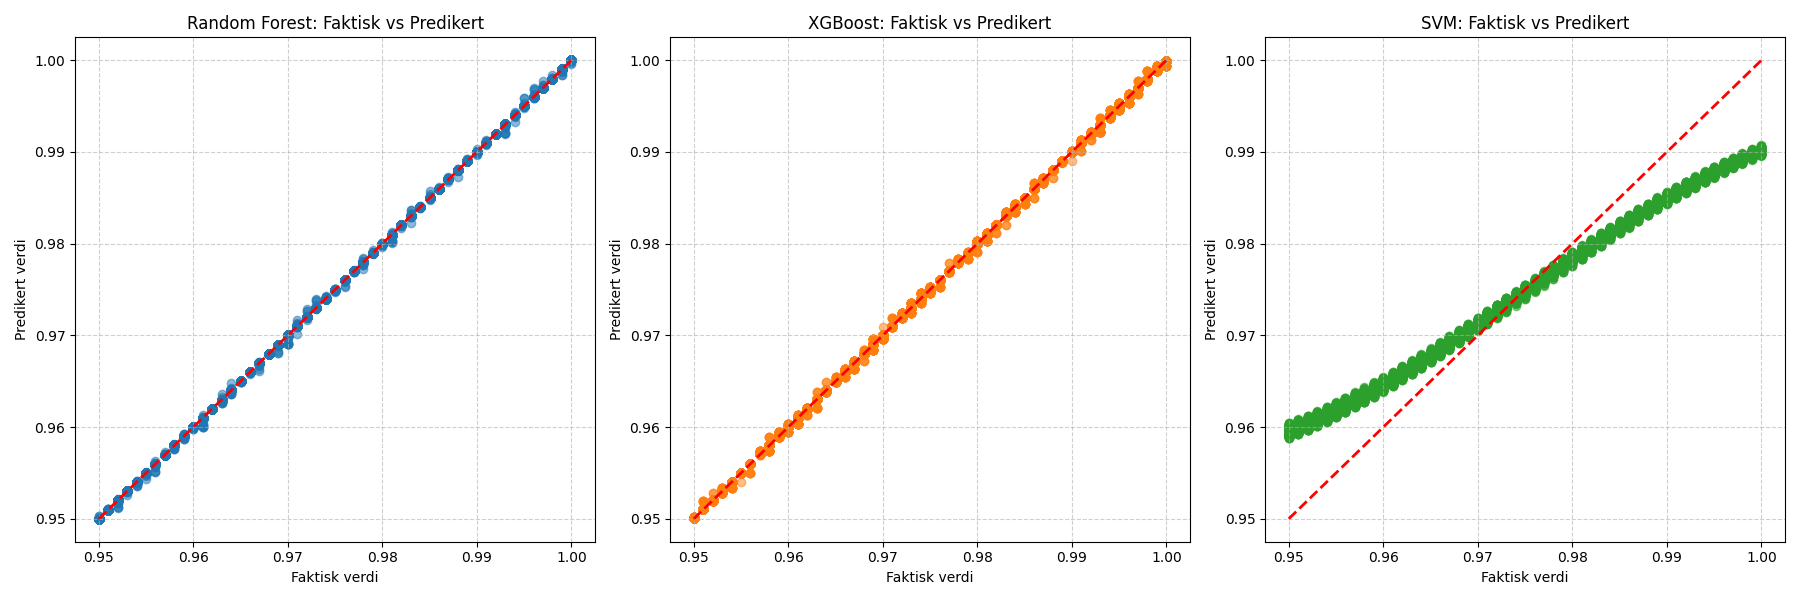 Random Forest: Faktisk vs Predikert
1.00
0.99
0.98
0.97
0.96
0.95
Predikert verdi
0.95 0.96 0.97 0.98 0.99 1.00
Faktisk verdi
XGBoost: Faktisk vs Predikert
1.00
0.99
0.98
0.97
0.96
0.95
Predikert verdi
0.95 0.96 0.97 0.98 0.99 1.00
Faktisk verdi
SVM: Faktisk vs Predikert
1.00
0.99
0.98
0.97
0.96
0.95
Predikert verdi
0.95 0.96 0.97 0.98 0.99 1.00
Faktisk verdi